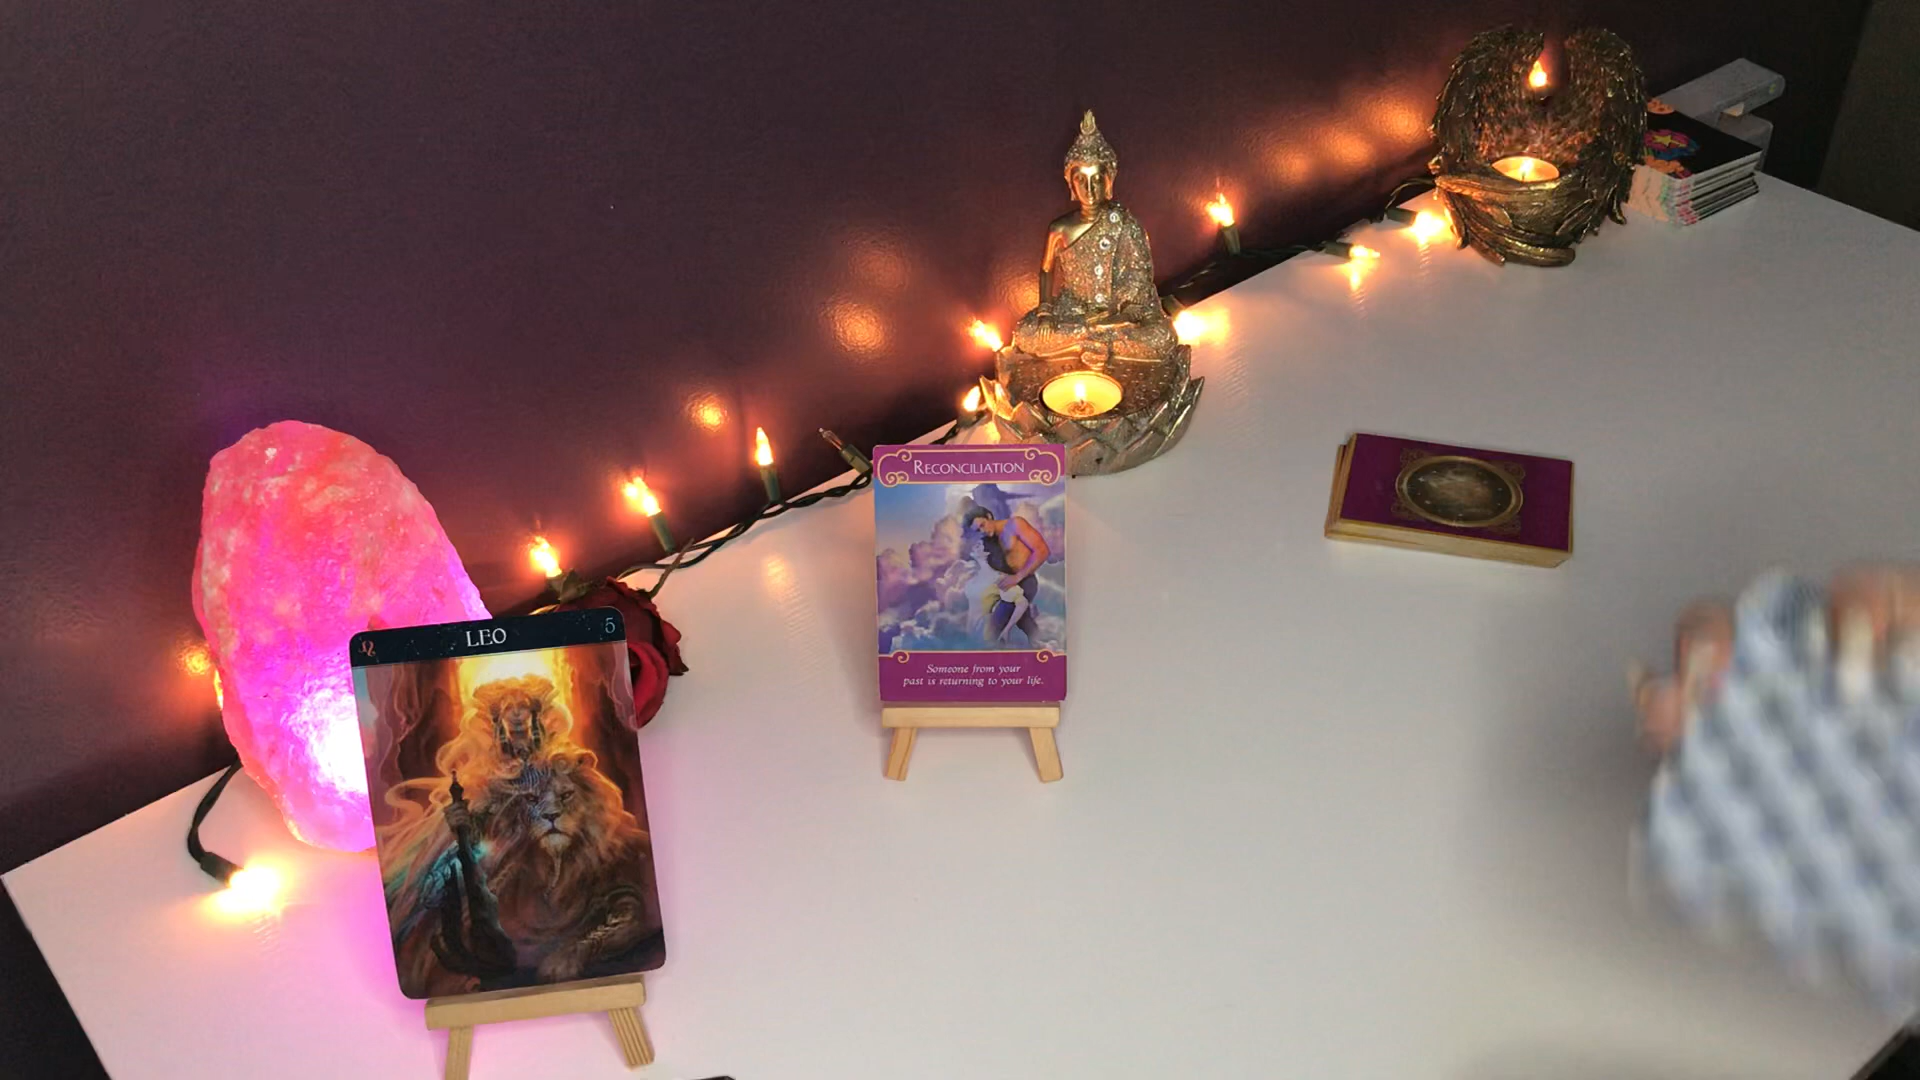 RECONCILIATION
Someone from your
past is returning to your life.
♌ LEO 5